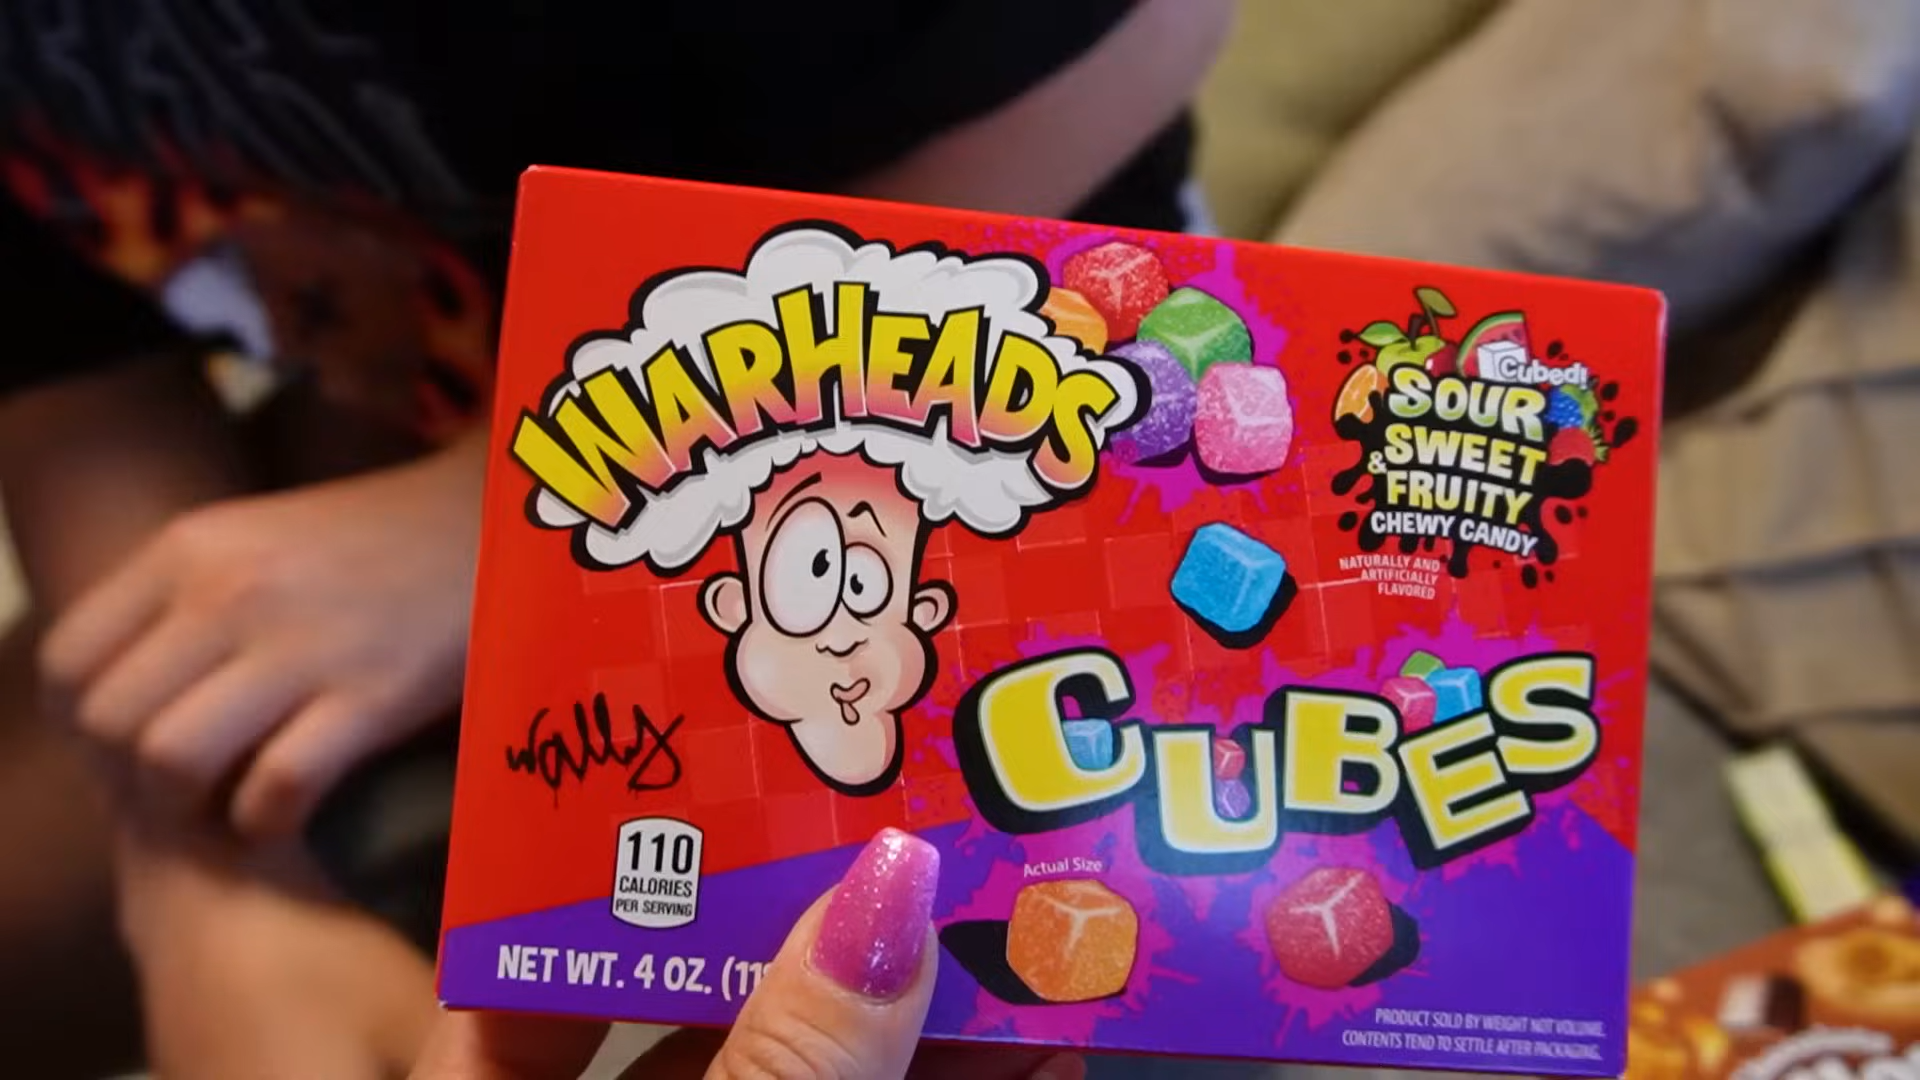 WARHEADS
Cubed!
SOUR
SWEET
& FRUITY
CHEWY CANDY
NATURALLY AND
ARTIFICIALLY
FLAVORED
CUBES
wally
110
CALORIES
PER SERVING
Actual Size
NET WT. 4 OZ. (11
PRODUCT SOLD BY WEIGHT NOT VOLUME.
CONTENTS TEND TO SETTLE AFTER PACKAGING.